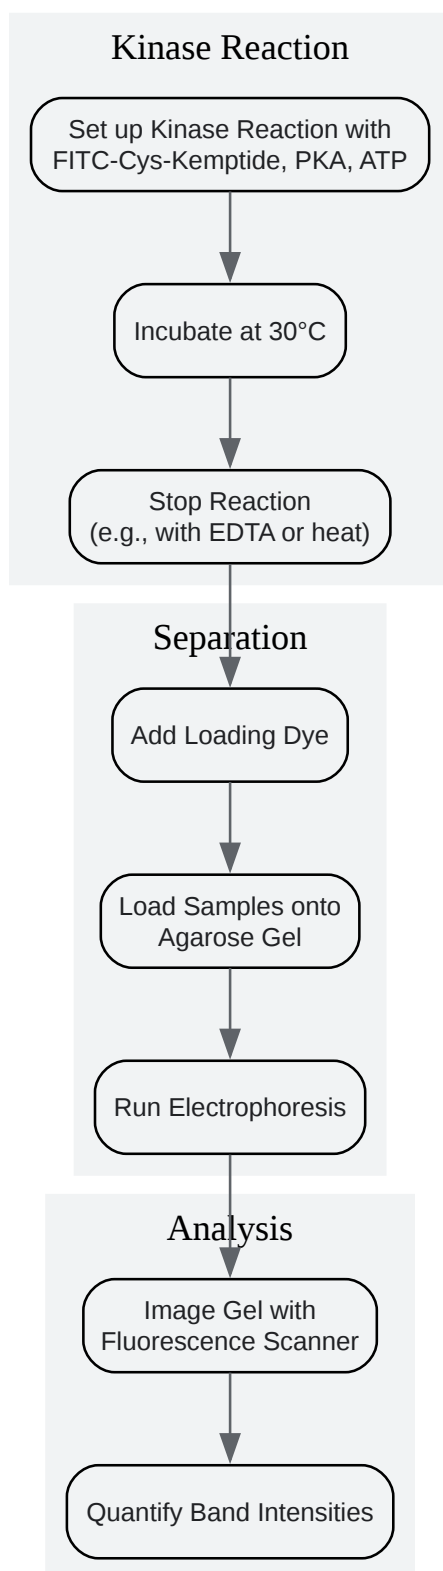 Kinase Reaction
Set up Kinase Reaction with
FITC-Cys-Kemptide, PKA, ATP
Incubate at 30°C
Stop Reaction
(e.g., with EDTA or heat)
Separation
Add Loading Dye
Load Samples onto
Agarose Gel
Run Electrophoresis
Analysis
Image Gel with
Fluorescence Scanner
Quantify Band Intensities